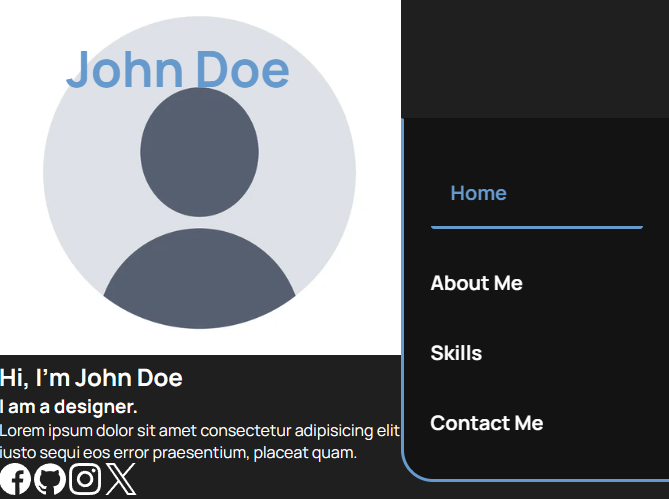 John Doe
Home
About Me
Skills
Contact Me
Hi, I'm John Doe
I am a designer.
Lorem ipsum dolor sit amet consectetur adipisicing elit
iusto sequi eos error praesentium, placeat quam.